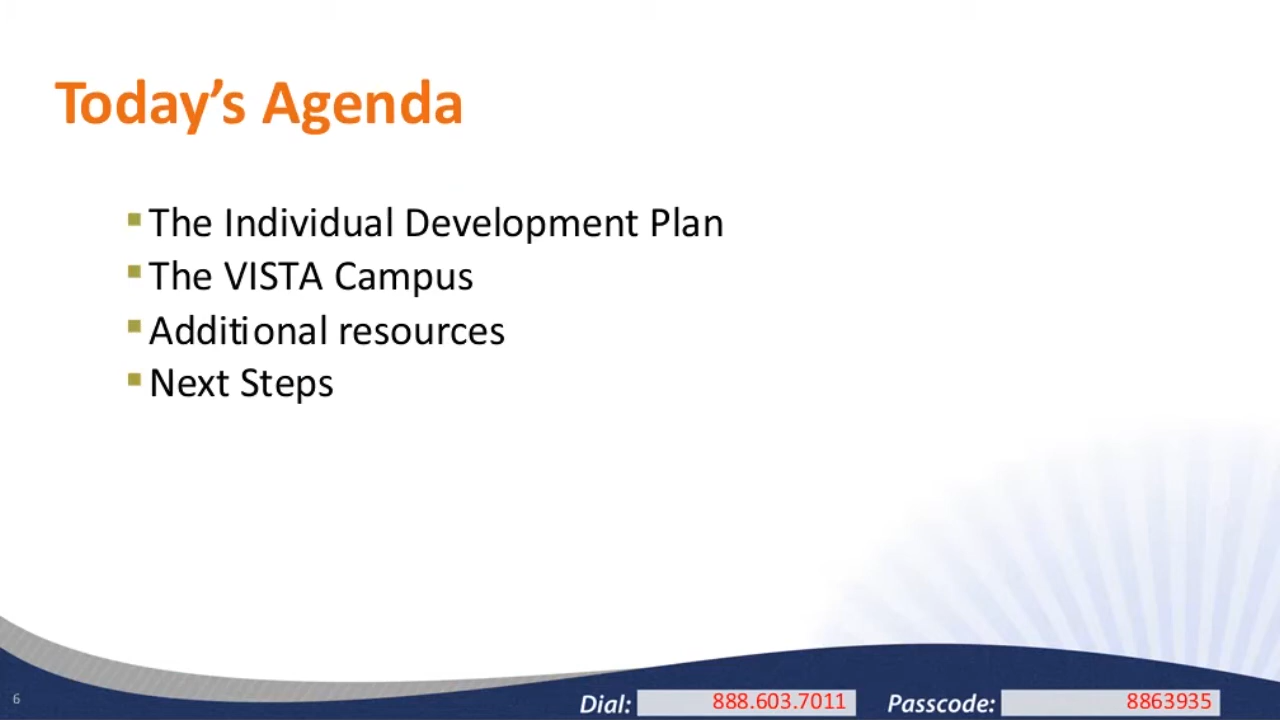 Today’s Agenda
The Individual Development Plan
The VISTA Campus
Additional resources
Next Steps
6
Dial: 888.603.7011 Passcode: 8863935